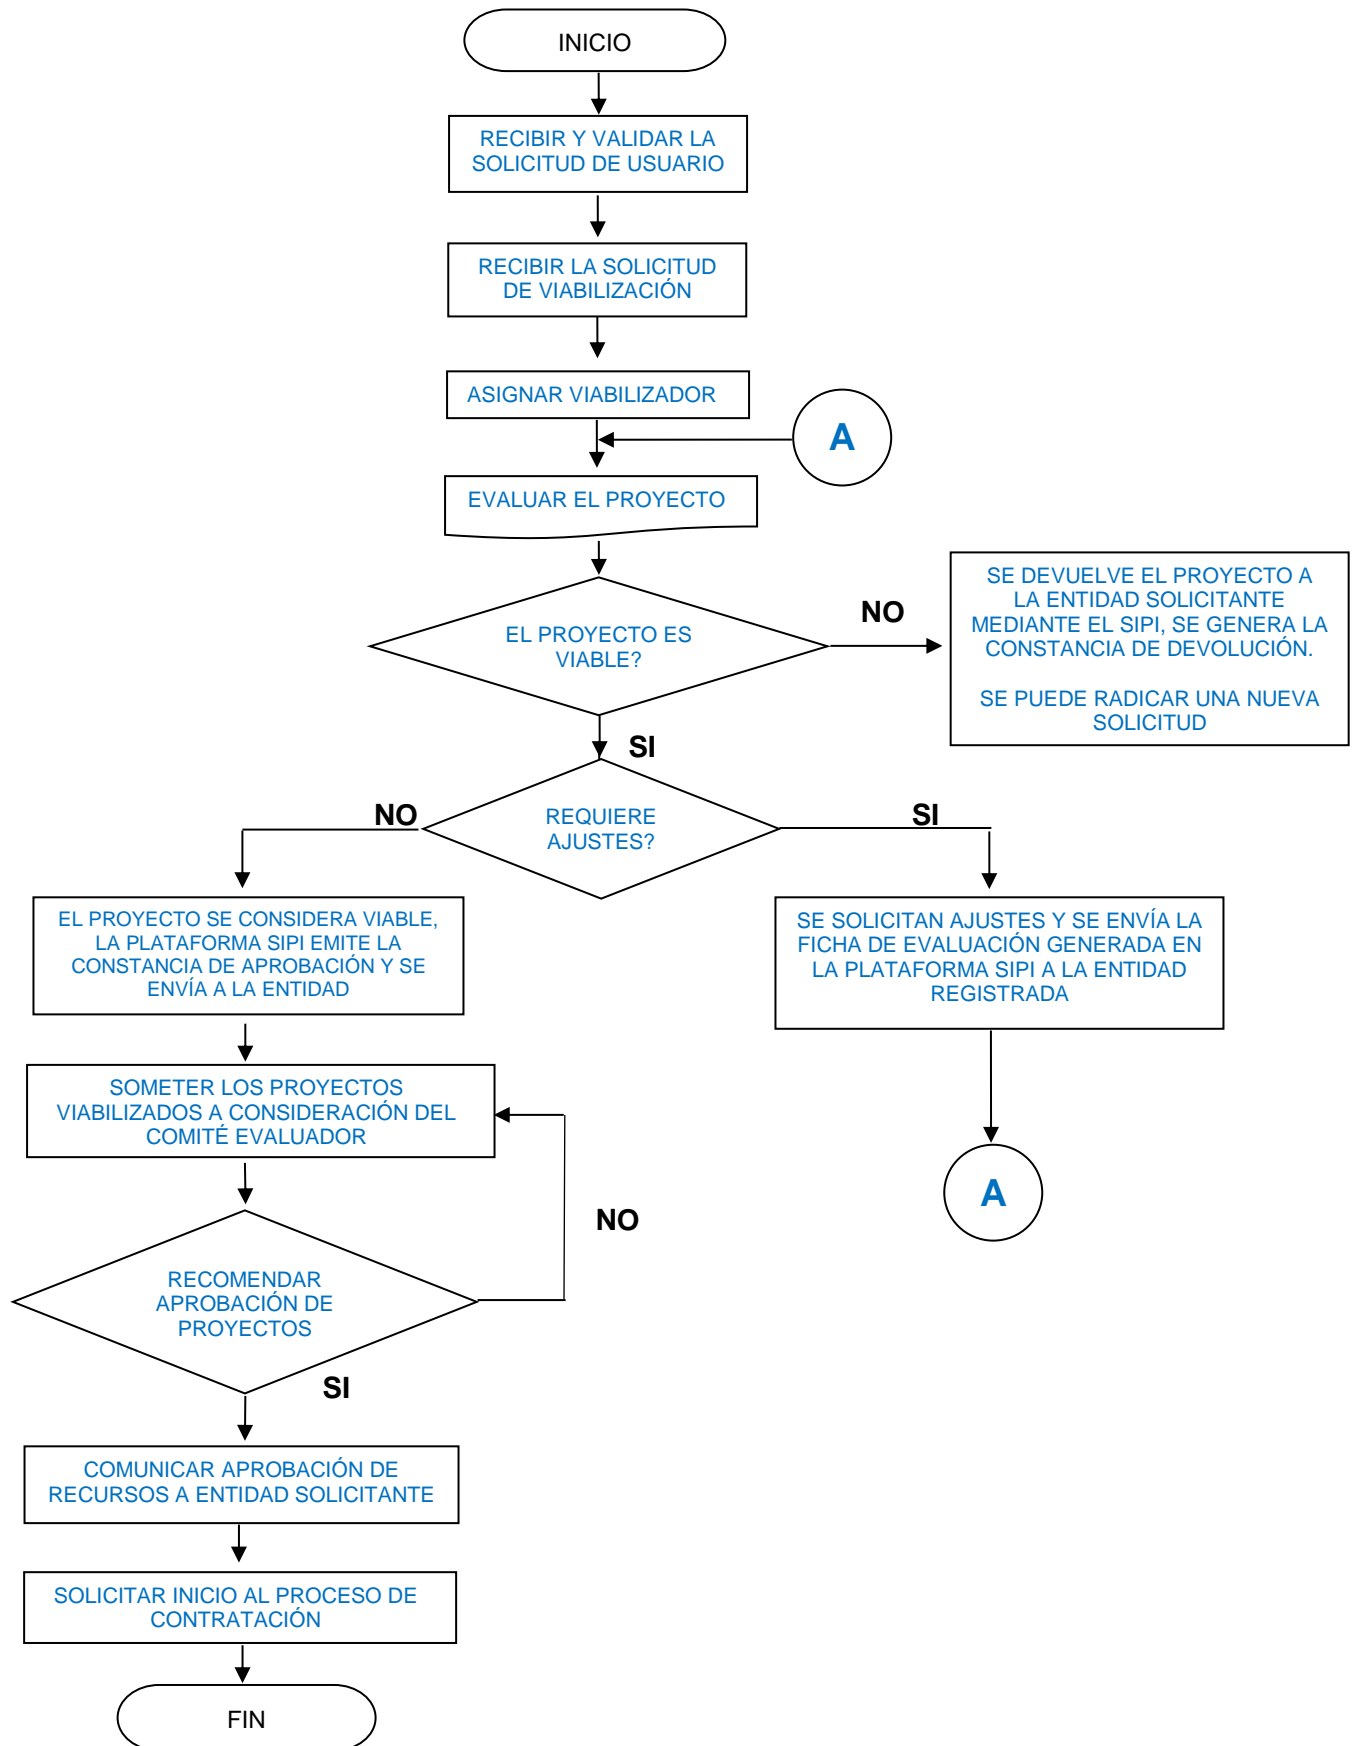 INICIO
RECIBIR Y VALIDAR LA
SOLICITUD DE USUARIO
RECIBIR LA SOLICITUD
DE VIABILIZACIÓN
ASIGNAR VIABILIZADOR
A
EVALUAR EL PROYECTO
EL PROYECTO ES
VIABLE?
NO
SE DEVUELVE EL PROYECTO A
LA ENTIDAD SOLICITANTE
MEDIANTE EL SIPI, SE GENERA LA
CONSTANCIA DE DEVOLUCIÓN.
SE PUEDE RADICAR UNA NUEVA
SOLICITUD
SI
REQUIERE
AJUSTES?
NO
SI
EL PROYECTO SE CONSIDERA VIABLE,
LA PLATAFORMA SIPI EMITE LA
CONSTANCIA DE APROBACIÓN Y SE
ENVÍA A LA ENTIDAD
SE SOLICITAN AJUSTES Y SE ENVÍA LA
FICHA DE EVALUACIÓN GENERADA EN
LA PLATAFORMA SIPI A LA ENTIDAD
REGISTRADA
SOMETER LOS PROYECTOS
VIABILIZADOS A CONSIDERACIÓN DEL
COMITÉ EVALUADOR
A
NO
RECOMENDAR
APROBACIÓN DE
PROYECTOS
SI
COMUNICAR APROBACIÓN DE
RECURSOS A ENTIDAD SOLICITANTE
SOLICITAR INICIO AL PROCESO DE
CONTRATACIÓN
FIN